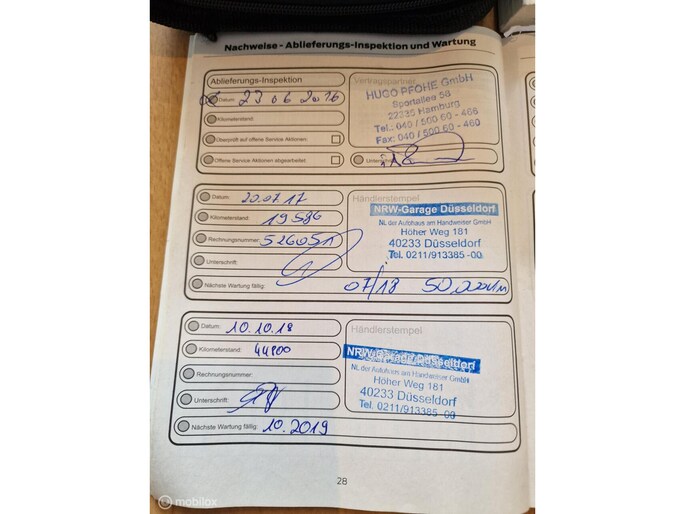 Nachweise - Ablieferungs-Inspektion und Wartung
Ablieferungs-Inspektion
Datum: 23 06 2016
Kilometerstand:
Überprüft auf offene Service Aktionen:
Offene Service Aktionen abgearbeitet:
Vertragspartner
HUGO PFOHE GmbH
Sportallee 58
22335 Hamburg
Tel.: 040 / 500 60 - 466
Fax: 040 / 500 60 - 460
Datum: 20.07.17
Kilometerstand: 19586
Rechnungsnummer: 526051
Unterschrift:
Nächste Wartung fällig: 07/18 50,000km
Händlerstempel
NRW-Garage Düsseldorf
NL der Autohaus am Handweiser GmbH
Höher Weg 181
40233 Düsseldorf
Tel. 0211/913385 -00
Datum: 10.10.18
Kilometerstand: 44900
Rechnungsnummer:
Unterschrift:
Nächste Wartung fällig: 10.2019
Händlerstempel
NRW-Garage Düsseldorf
NL der Autohaus am Handweiser GmbH
Höher Weg 181
40233 Düsseldorf
Tel. 0211/913385 -00
28
mobilox